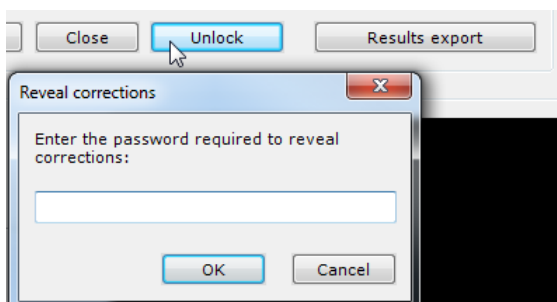 Close Unlock Results export
Reveal corrections
Enter the password required to reveal
corrections:
OK Cancel